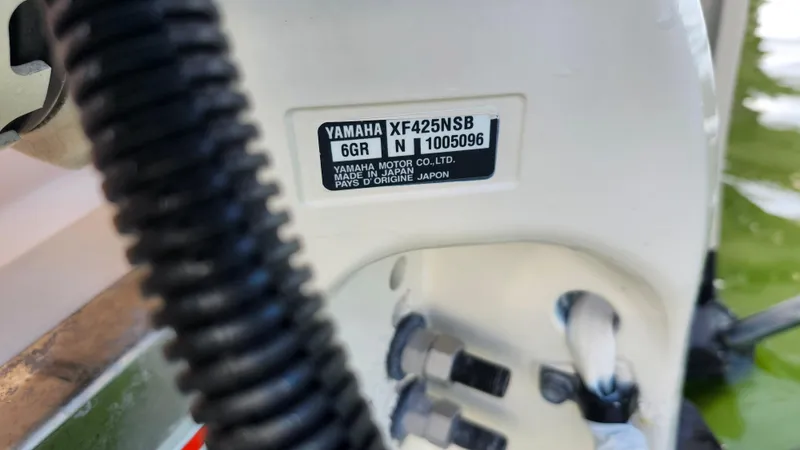 YAMAHA XF425NSB
6GR N 1005096
YAMAHA MOTOR CO.,LTD.
MADE IN JAPAN
PAYS D'ORIGINE JAPON